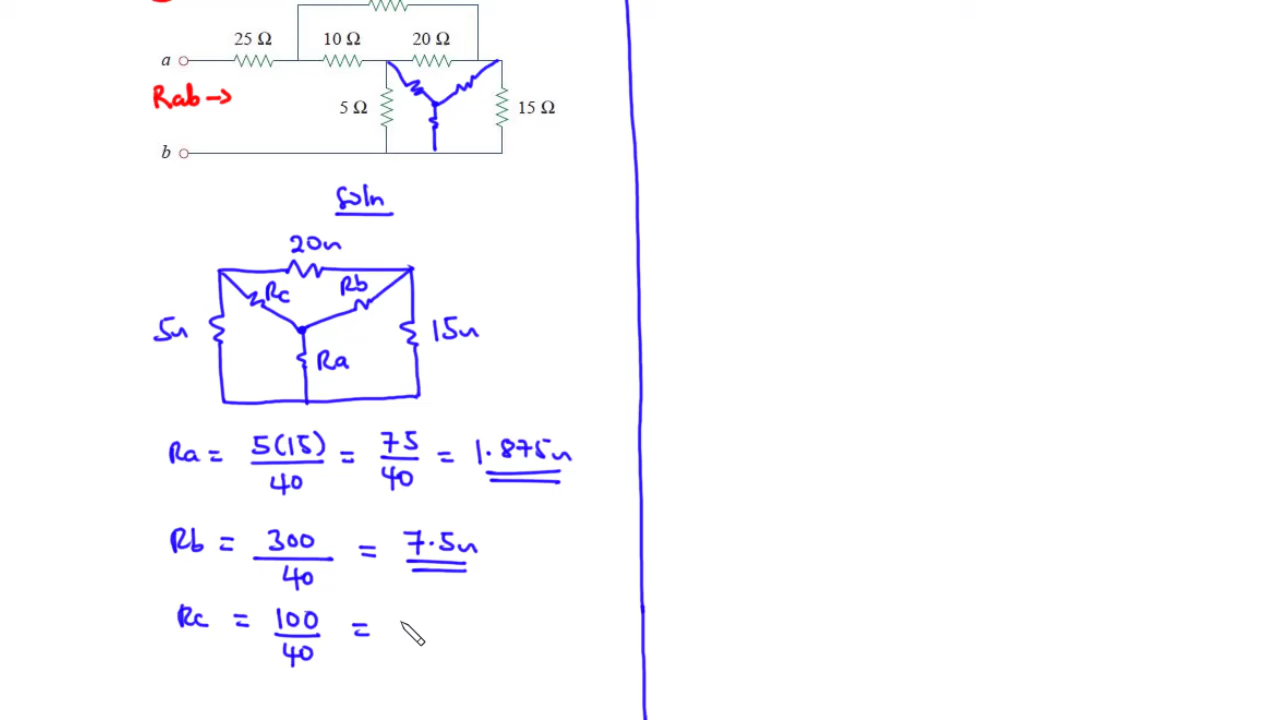 25 Ω 10 Ω 20 Ω
a
Rab →
5 Ω 15 Ω
b
Soln
20Ω
Rc Rb
5Ω 15Ω
Ra
Ra = 5(15)/40 = 75/40 = 1.875Ω
Rb = 300/40 = 7.5Ω
Rc = 100/40 =